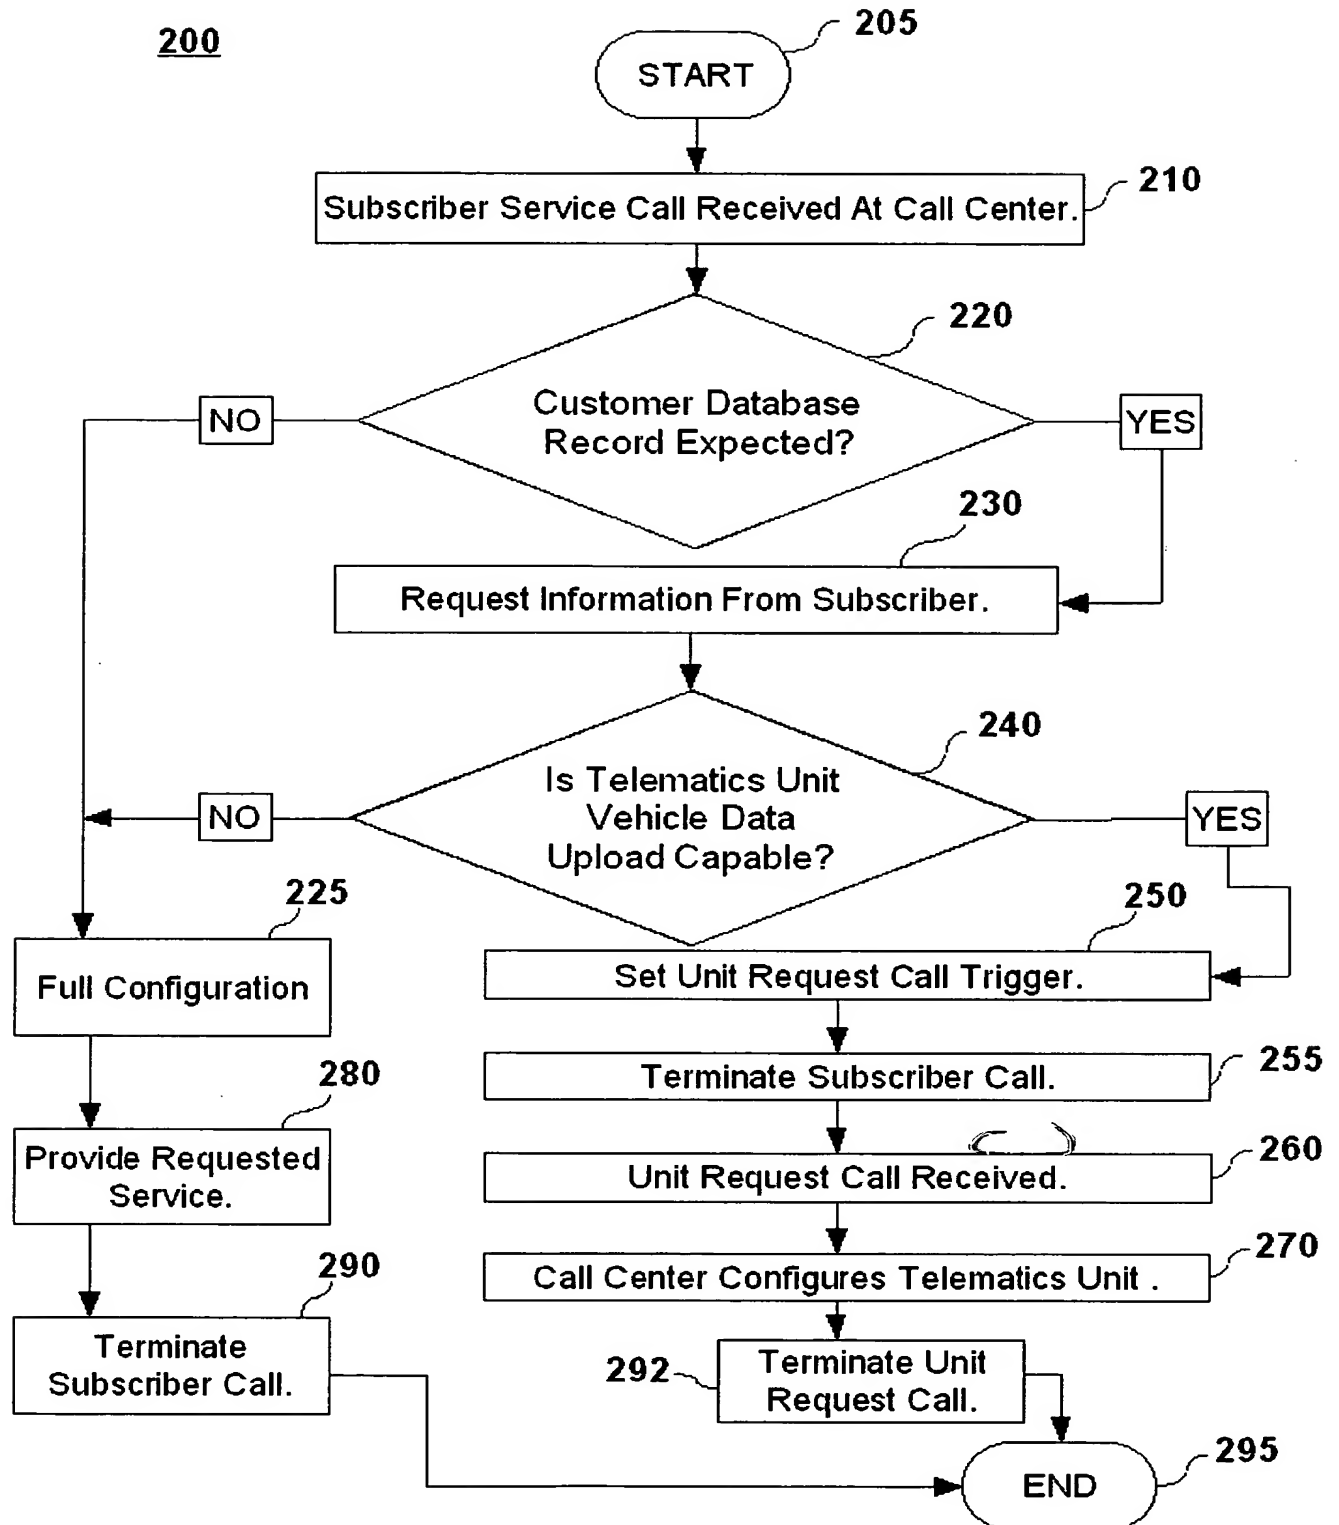 200
205
START
210
Subscriber Service Call Received At Call Center.
220
Customer Database
Record Expected?
NO
YES
230
Request Information From Subscriber.
240
Is Telematics Unit
Vehicle Data
Upload Capable?
NO
YES
225
Full Configuration
250
Set Unit Request Call Trigger.
255
Terminate Subscriber Call.
280
Provide Requested
Service.
260
Unit Request Call Received.
270
Call Center Configures Telematics Unit .
290
Terminate
Subscriber Call.
292
Terminate Unit
Request Call.
295
END